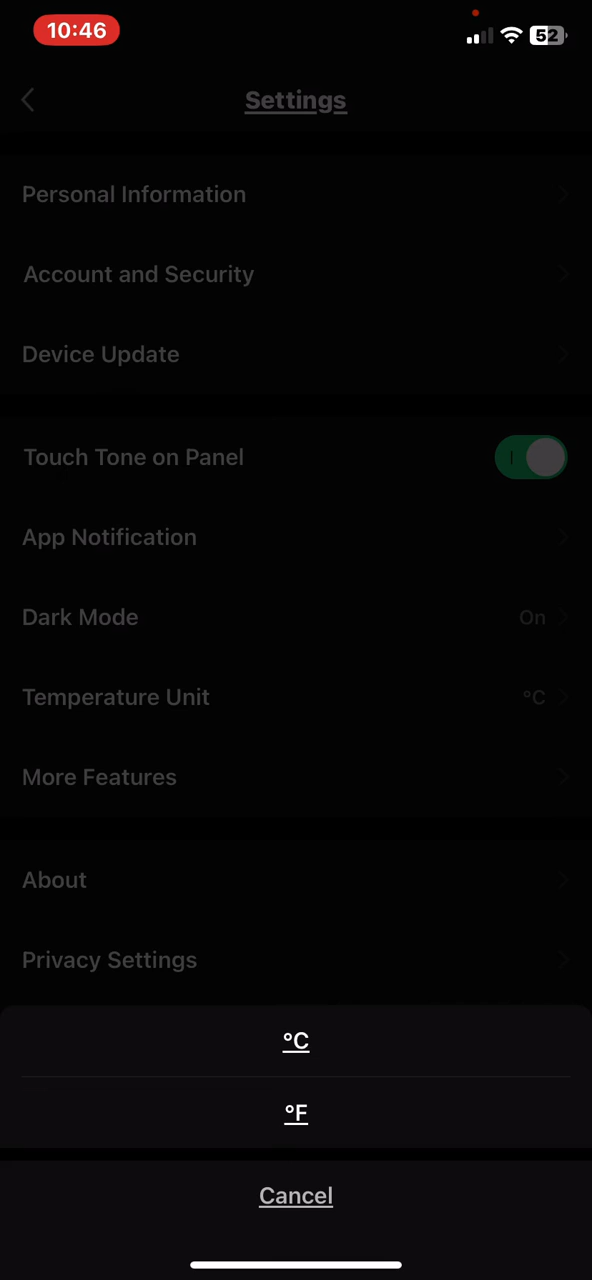 10:46
52
Settings
Personal Information
Account and Security
Device Update
Touch Tone on Panel
App Notification
Dark Mode On
Temperature Unit °C
More Features
About
Privacy Settings
°C
°F
Cancel